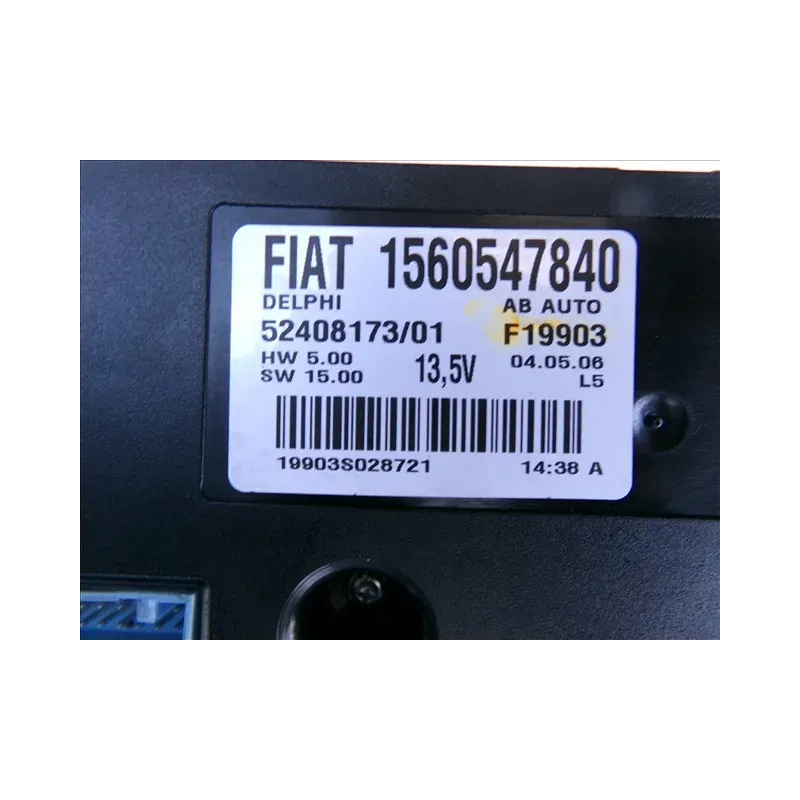 FIAT 1560547840
DELPHI AB AUTO
52408173/01 F19903
HW 5.00 13,5V 04.05.06
SW 15.00 L5
19903S028721 14:38 A